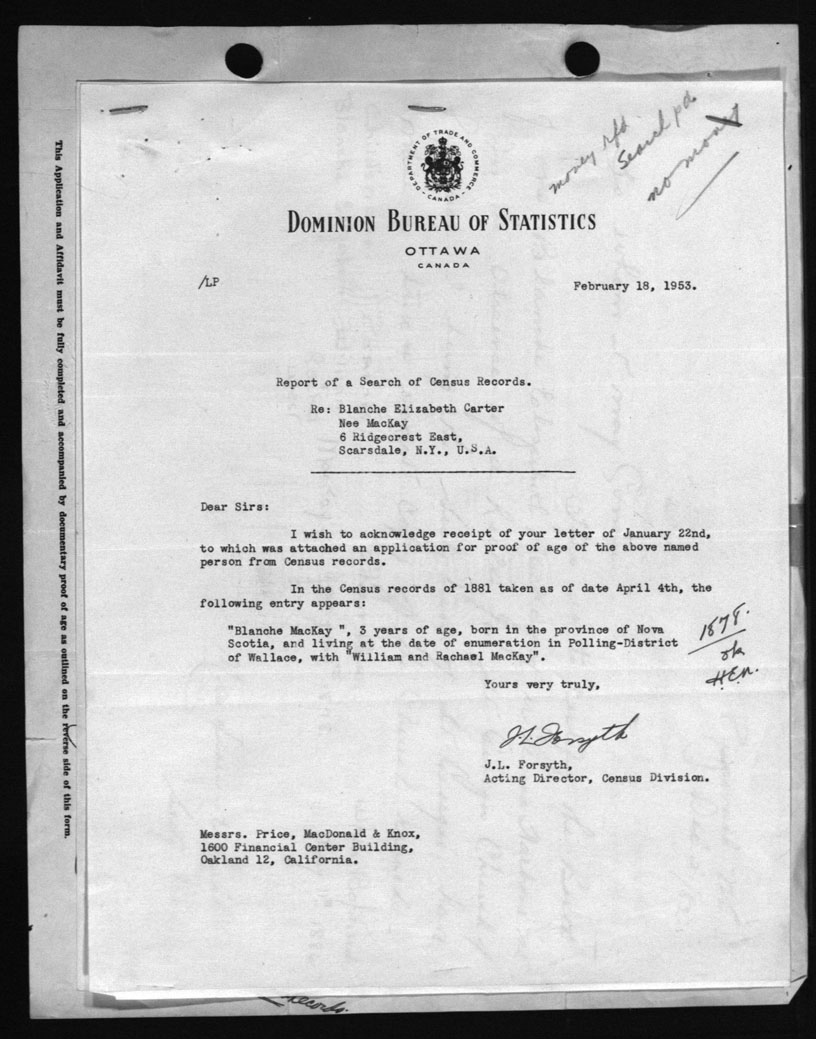 money rfd
Search pd
no mon
DEPARTMENT OF TRADE AND COMMERCE
- CANADA -
DOMINION BUREAU OF STATISTICS
OTTAWA
CANADA
/LP
February 18, 1953.
Report of a Search of Census Records.
Re: Blanche Elizabeth Carter
Nee MacKay
6 Ridgecrest East,
Scarsdale, N.Y., U.S.A.
Dear Sirs:
I wish to acknowledge receipt of your letter of January 22nd,
to which was attached an application for proof of age of the above named
person from Census records.
In the Census records of 1881 taken as of date April 4th, the
following entry appears:
"Blanche MacKay ", 3 years of age, born in the province of Nova
Scotia, and living at the date of enumeration in Polling-District
of Wallace, with "William and Rachael MacKay".
1878.
ok
H.E.M.
Yours very truly,
J.L. Forsyth
J.L. Forsyth,
Acting Director, Census Division.
Messrs. Price, MacDonald & Knox,
1600 Financial Center Building,
Oakland 12, California.
This Application and Affidavit must be fully completed and accompanied by documentary proof of age as outlined on the reverse side of this form.
records.